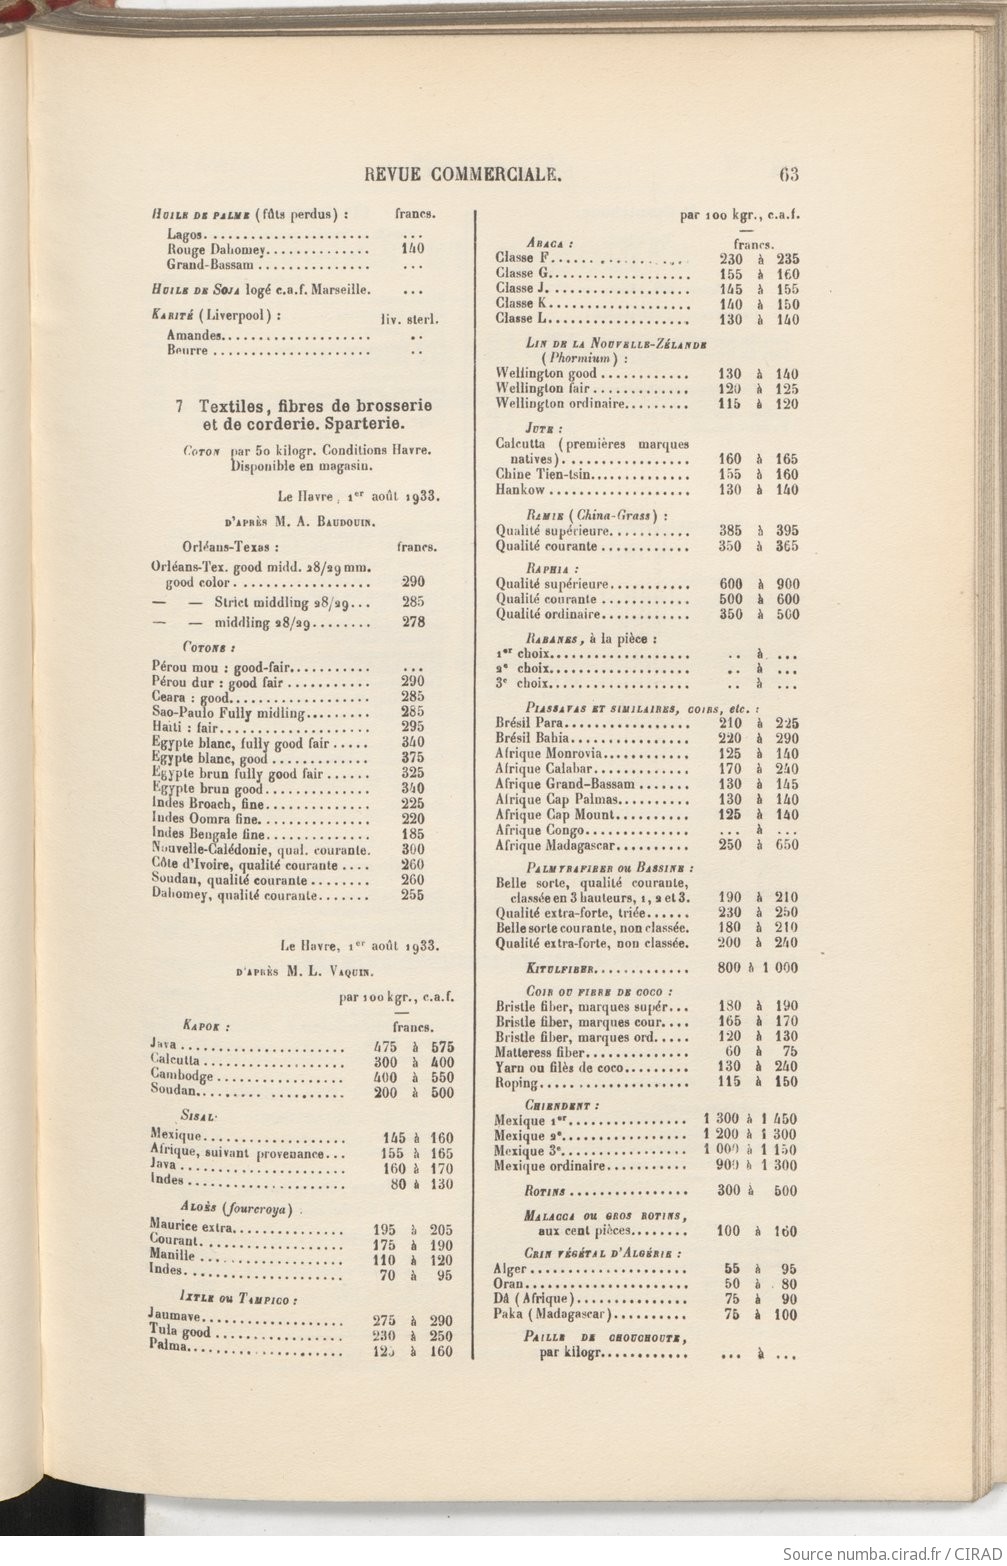 REVUE COMMERCIALE. 63
HUILE DE PALME (fûts perdus) : francs.
Lagos...................... ...
Rouge Dahomey.............. 140
Grand-Bassam .............. ...
HUILE DE SOJA logé c.a.f. Marseille. ...
KARITÉ (Liverpool) : liv. sterl.
Amandes.................... ..
Beurre .................... ..
7 Textiles, fibres de brosserie
et de corderie. Sparterie.
COTON par 50 kilogr. Conditions Havre.
Disponible en magasin.
Le Havre, 1er août 1933.
D'APRÈS M. A. BAUDOUIN.
Orléans-Texas : francs.
Orléans-Tex. good midd. 28/29 mm.
good color.................. 290
— — Strict middling 28/29... 285
— — middling 28/29........ 278
COTONS :
Pérou mou : good-fair........... ...
Pérou dur : good fair ........... 290
Ceara : good................... 285
Sao-Paulo Fully midling......... 285
Haïti : fair.................... 295
Egypte blanc, fully good fair ..... 340
Egypte blanc, good ............. 375
Egypte brun fully good fair ...... 325
Egypte brun good.............. 340
Indes Broach, fine.............. 225
Indes Oomra fine............... 220
Indes Bengale fine.............. 185
Nouvelle-Calédonie, qual. courante. 300
Côte d'Ivoire, qualité courante .... 260
Soudan, qualité courante ........ 260
Dahomey, qualité courante....... 255
Le Havre, 1er août 1933.
D'APRÈS M. L. VAQUIN.
par 100 kgr., c.a.f.
KAPOK : francs.
Java ...................... 475 à 575
Calcutta ................... 300 à 400
Cambodge ................. 400 à 550
Soudan.................... 200 à 500
SISAL.
Mexique................... 145 à 160
Afrique, suivant provenance... 155 à 165
Java ...................... 160 à 170
Indes ..................... 80 à 130
ALOÈS (fourcroya) :
Maurice extra............... 195 à 205
Courant.................... 175 à 190
Manille ................... 110 à 120
Indes...................... 70 à 95
IXTLE OU TAMPICO :
Jaumave................... 275 à 290
Tula good ................. 230 à 250
Palma..................... 125 à 160
par 100 kgr., c.a.f.
ABACA : francs.
Classe F................... 230 à 235
Classe G................... 155 à 160
Classe J................... 145 à 155
Classe K................... 140 à 150
Classe L................... 130 à 140
LIN DE LA NOUVELLE-ZÉLANDE
(Phormium) :
Wellington good ............ 130 à 140
Wellington fair ............. 120 à 125
Wellington ordinaire......... 115 à 120
JUTE :
Calcutta (premières marques
natives)................. 160 à 165
Chine Tien-tsin.............. 155 à 160
Hankow ................... 130 à 140
RAMIE (China-Grass) :
Qualité supérieure........... 385 à 395
Qualité courante ............ 350 à 365
RAPHIA :
Qualité supérieure........... 600 à 900
Qualité courante ............ 500 à 600
Qualité ordinaire............ 350 à 500
RABANES, à la pièce :
1er choix................... .. à ...
2e choix................... .. à ...
3e choix................... .. à ...
PIASSAVAS ET SIMILAIRES, COIRS, etc. :
Brésil Para................. 210 à 225
Brésil Bahia................ 220 à 290
Afrique Monrovia............ 125 à 140
Afrique Calabar............. 170 à 240
Afrique Grand-Bassam ....... 130 à 145
Afrique Cap Palmas.......... 130 à 140
Afrique Cap Mount.......... 125 à 140
Afrique Congo.............. ... à ...
Afrique Madagascar.......... 250 à 650
PALMYRAFIBER OU BASSINE :
Belle sorte, qualité courante,
classée en 3 hauteurs, 1, 2 et 3. 190 à 210
Qualité extra-forte, triée...... 230 à 250
Belle sorte courante, non classée. 180 à 210
Qualité extra-forte, non classée. 200 à 240
KITULFIBER............. 800 à 1 000
COIR OU FIBRE DE COCO :
Bristle fiber, marques supér... 180 à 190
Bristle fiber, marques cour.... 165 à 170
Bristle fiber, marques ord..... 120 à 130
Matteress fiber.............. 60 à 75
Yarn ou filés de coco......... 130 à 240
Roping.................... 115 à 150
CHIENDENT :
Mexique 1er................ 1 300 à 1 450
Mexique 2e................ 1 200 à 1 300
Mexique 3e................ 1 000 à 1 150
Mexique ordinaire........... 900 à 1 300
ROTINS ................ 300 à 500
MALACCA OU GROS ROTINS,
aux cent pièces........ 100 à 160
CRIN VÉGÉTAL D'ALGÉRIE :
Alger ..................... 55 à 95
Oran...................... 50 à 80
Dâ (Afrique)............... 75 à 90
Paka (Madagascar).......... 75 à 100
PAILLE DE CHOUCHOUTE,
par kilogr............ ... à ...
Source numba.cirad.fr / CIRAD